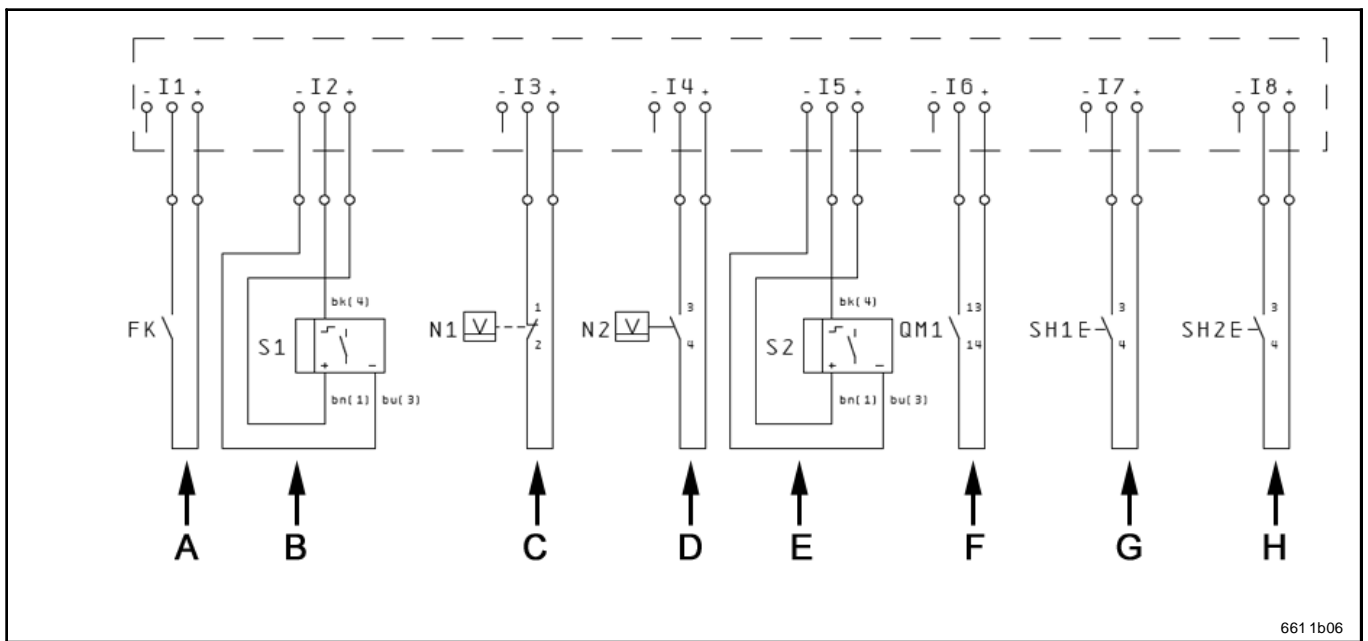 - I1 + - I2 + - I3 + - I4 + - I5 + - I6 + - I7 + - I8 +
bk(4) 1 3 bk(4) 13 3 3
FK S1 N1 V N2 V S2 QM1 SH1E SH2E
2 4 14 4 4
+ - + -
bn(1) bu(3) bn(1) bu(3)
A B C D E F G H
661 1b06